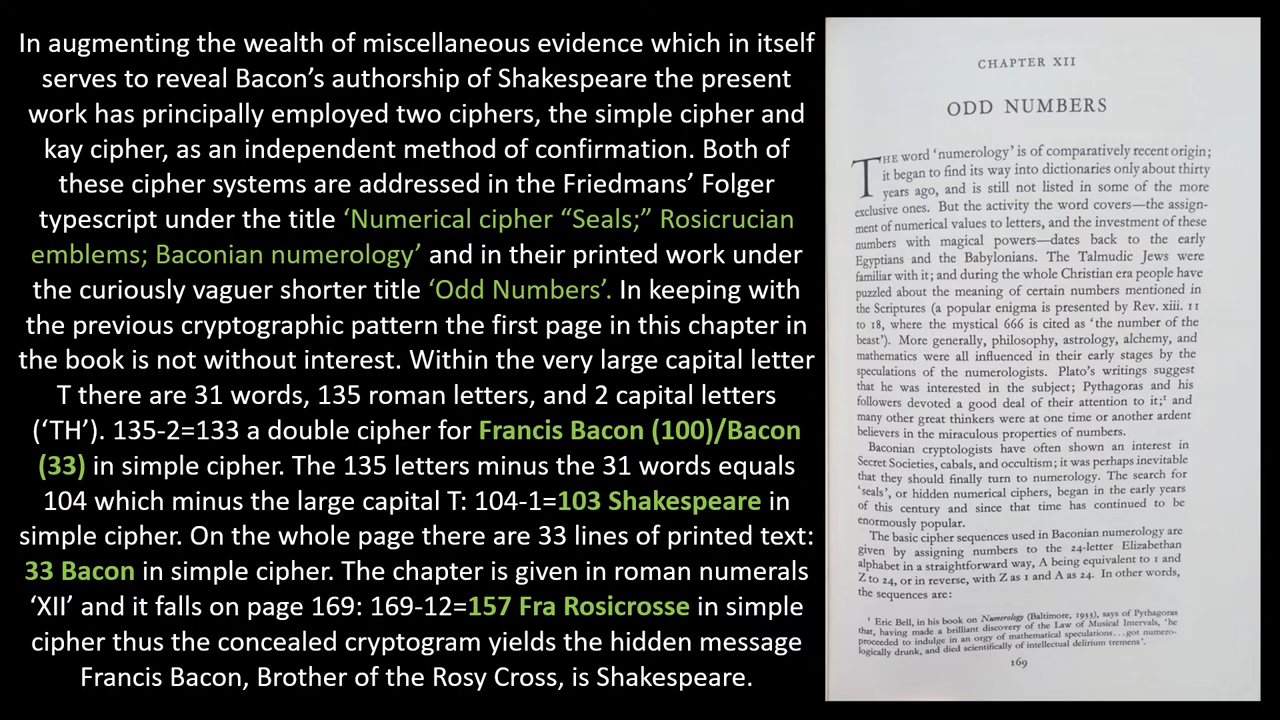 In augmenting the wealth of miscellaneous evidence which in itself
serves to reveal Bacon’s authorship of Shakespeare the present
work has principally employed two ciphers, the simple cipher and
kay cipher, as an independent method of confirmation. Both of
these cipher systems are addressed in the Friedmans’ Folger
typescript under the title ‘Numerical cipher “Seals;” Rosicrucian
emblems; Baconian numerology’ and in their printed work under
the curiously vaguer shorter title ‘Odd Numbers’. In keeping with
the previous cryptographic pattern the first page in this chapter in
the book is not without interest. Within the very large capital letter
T there are 31 words, 135 roman letters, and 2 capital letters
(‘TH’). 135-2=133 a double cipher for Francis Bacon (100)/Bacon
(33) in simple cipher. The 135 letters minus the 31 words equals
104 which minus the large capital T: 104-1=103 Shakespeare in
simple cipher. On the whole page there are 33 lines of printed text:
33 Bacon in simple cipher. The chapter is given in roman numerals
‘XII’ and it falls on page 169: 169-12=157 Fra Rosicrosse in simple
cipher thus the concealed cryptogram yields the hidden message
Francis Bacon, Brother of the Rosy Cross, is Shakespeare.
CHAPTER XII
ODD NUMBERS
THE word ‘numerology’ is of comparatively recent origin;
it began to find its way into dictionaries only about thirty
years ago, and is still not listed in some of the more
exclusive ones. But the activity the word covers—the assign-
ment of numerical values to letters, and the investment of these
numbers with magical powers—dates back to the early
Egyptians and the Babylonians. The Talmudic Jews were
familiar with it; and during the whole Christian era people have
puzzled about the meaning of certain numbers mentioned in
the Scriptures (a popular enigma is presented by Rev. xiii. 11
to 18, where the mystical 666 is cited as ‘the number of the
beast’). More generally, philosophy, astrology, alchemy, and
mathematics were all influenced in their early stages by the
speculations of the numerologists. Plato’s writings suggest
that he was interested in the subject; Pythagoras and his
followers devoted a good deal of their attention to it;¹ and
many other great thinkers were at one time or another ardent
believers in the miraculous properties of numbers.
Baconian cryptologists have often shown an interest in
Secret Societies, cabals, and occultism; it was perhaps inevitable
that they should finally turn to numerology. The search for
‘seals’, or hidden numerical ciphers, began in the early years
of this century and since that time has continued to be
enormously popular.
The basic cipher sequences used in Baconian numerology are
given by assigning numbers to the 24-letter Elizabethan
alphabet in a straightforward way, A being equivalent to 1 and
Z to 24, or in reverse, with Z as 1 and A as 24. In other words,
the sequences are:
¹ Eric Bell, in his book on Numerology (Baltimore, 1933), says of Pythagoras
that, having made a brilliant discovery of the Law of Musical Intervals, ‘he
proceeded to indulge in an orgy of mathematical speculations...got numero-
logically drunk, and died scientifically of intellectual delirium tremens’.
169